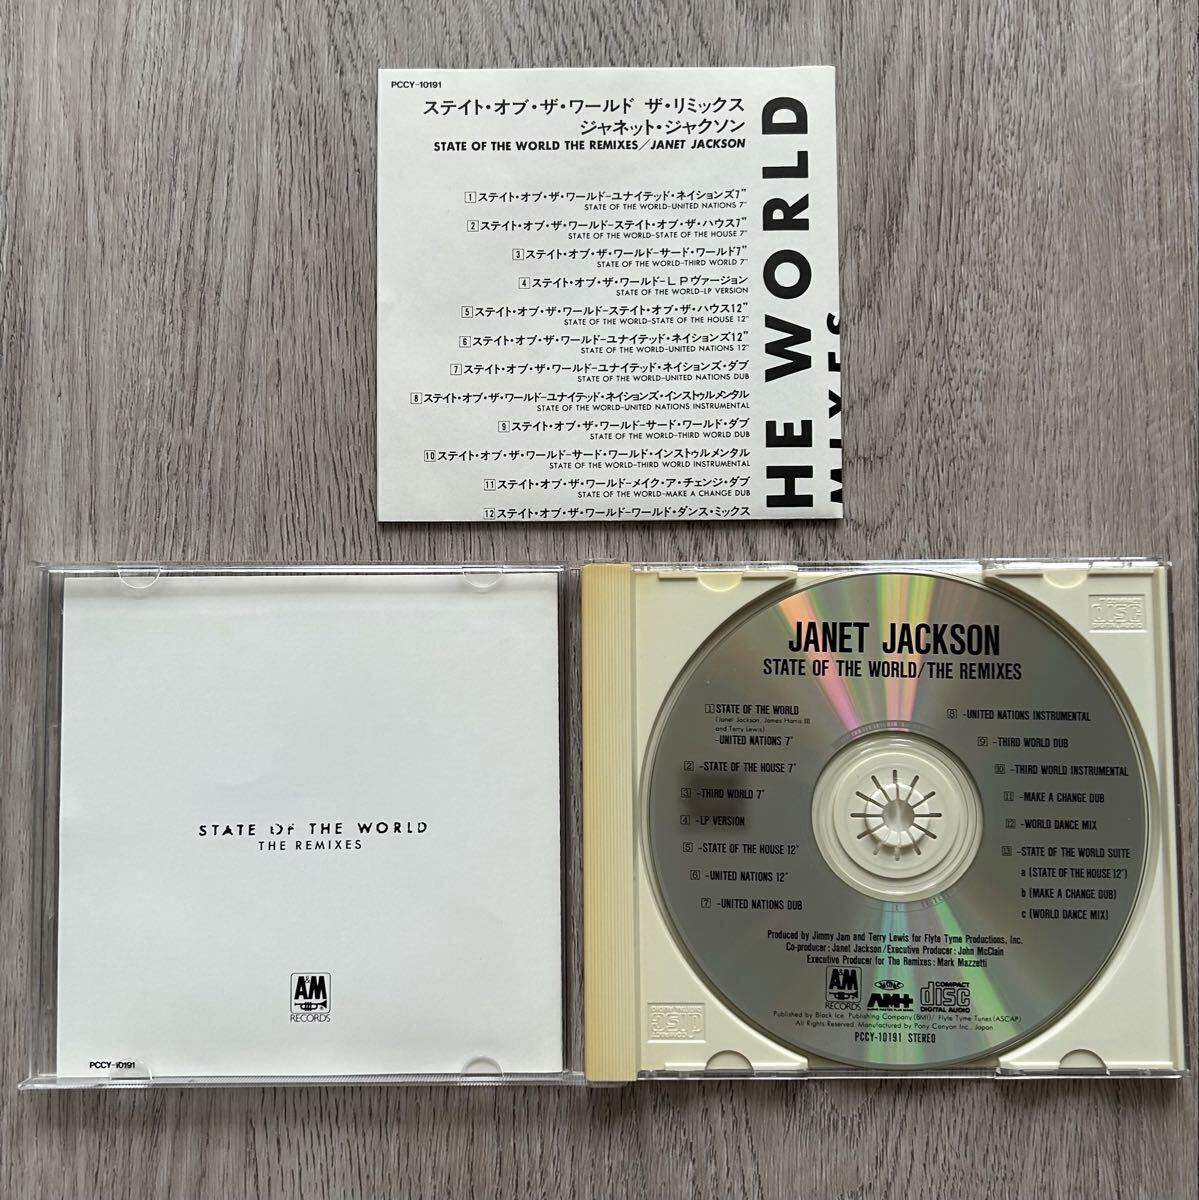 PCCY-10191
ステイト・オブ・ザ・ワールド ザ・リミックス
ジャネット・ジャクソン
STATE OF THE WORLD THE REMIXES/JANET JACKSON
1 ステイト・オブ・ザ・ワールド−ユナイテッド・ネイションズ7"
STATE OF THE WORLD-UNITED NATIONS 7"
2 ステイト・オブ・ザ・ワールド−ステイト・オブ・ザ・ハウス7"
STATE OF THE WORLD-STATE OF THE HOUSE 7"
3 ステイト・オブ・ザ・ワールド−サード・ワールド7"
STATE OF THE WORLD-THIRD WORLD 7"
4 ステイト・オブ・ザ・ワールド−LPヴァージョン
STATE OF THE WORLD-LP VERSION
5 ステイト・オブ・ザ・ワールド−ステイト・オブ・ザ・ハウス12"
STATE OF THE WORLD-STATE OF THE HOUSE 12"
6 ステイト・オブ・ザ・ワールド−ユナイテッド・ネイションズ12"
STATE OF THE WORLD-UNITED NATIONS 12"
7 ステイト・オブ・ザ・ワールド−ユナイテッド・ネイションズ・ダブ
STATE OF THE WORLD-UNITED NATIONS DUB
8 ステイト・オブ・ザ・ワールド−ユナイテッド・ネイションズ・インストゥルメンタル
STATE OF THE WORLD-UNITED NATIONS INSTRUMENTAL
9 ステイト・オブ・ザ・ワールド−サード・ワールド・ダブ
STATE OF THE WORLD-THIRD WORLD DUB
10 ステイト・オブ・ザ・ワールド−サード・ワールド・インストゥルメンタル
STATE OF THE WORLD-THIRD WORLD INSTRUMENTAL
11 ステイト・オブ・ザ・ワールド−メイク・ア・チェンジ・ダブ
STATE OF THE WORLD-MAKE A CHANGE DUB
12 ステイト・オブ・ザ・ワールド−ワールド・ダンス・ミックス
HE WORLD
MIXES
STATE OF THE WORLD
THE REMIXES
A&M
RECORDS
PCCY-10191
COMPACT
disc
DIGITAL AUDIO
JANET JACKSON
STATE OF THE WORLD/THE REMIXES
1 STATE OF THE WORLD
(Janet Jackson, James Harris III
and Terry Lewis)
-UNITED NATIONS 7"
2 -STATE OF THE HOUSE 7"
3 -THIRD WORLD 7"
4 -LP VERSION
5 -STATE OF THE HOUSE 12"
6 -UNITED NATIONS 12"
7 -UNITED NATIONS DUB
8 -UNITED NATIONS INSTRUMENTAL
9 -THIRD WORLD DUB
10 -THIRD WORLD INSTRUMENTAL
11 -MAKE A CHANGE DUB
12 -WORLD DANCE MIX
13 -STATE OF THE WORLD SUITE
a (STATE OF THE HOUSE 12")
b (MAKE A CHANGE DUB)
c (WORLD DANCE MIX)
Produced by Jimmy Jam and Terry Lewis for Flyte Tyme Productions, Inc.
Co-producer : Janet Jackson/Executive Producer : John McClain
Executive Producer for The Remixes : Mark Mazzetti
A&M
RECORDS
AM+
COMPACT
disc
DIGITAL AUDIO
Published by Black Ice Publishing Company (BMI)/ Flyte Tyme Tunes (ASCAP)
All Rights Reserved. Manufactured by Pony Canyon Inc., Japan
PCCY-10191 STEREO